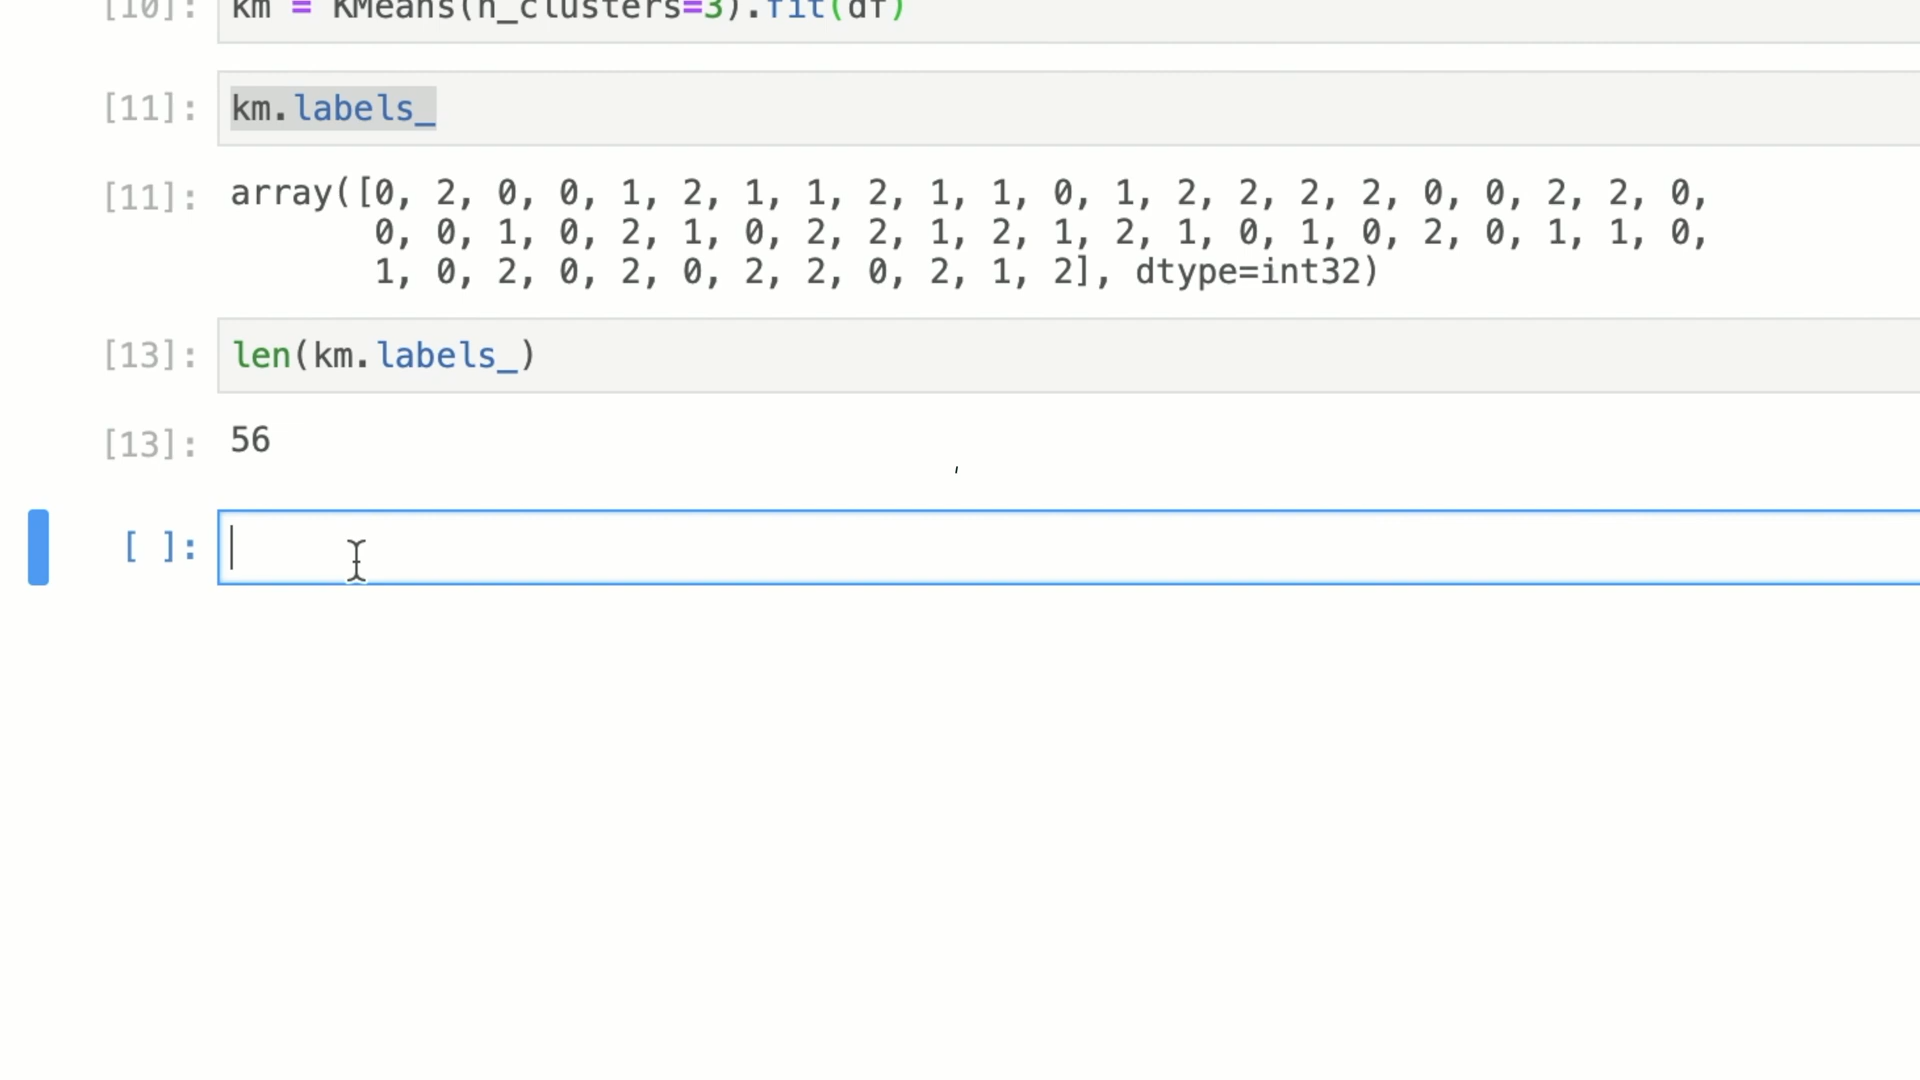 [10]: km = KMeans(n_clusters=3).fit(df)
[11]: km.labels_
[11]: array([0, 2, 0, 0, 1, 2, 1, 1, 2, 1, 1, 0, 1, 2, 2, 2, 2, 0, 0, 2, 2, 0,
0, 0, 1, 0, 2, 1, 0, 2, 2, 1, 2, 1, 2, 1, 0, 1, 0, 2, 0, 1, 1, 0,
1, 0, 2, 0, 2, 0, 2, 2, 0, 2, 1, 2], dtype=int32)
[13]: len(km.labels_)
[13]: 56
[ ]: